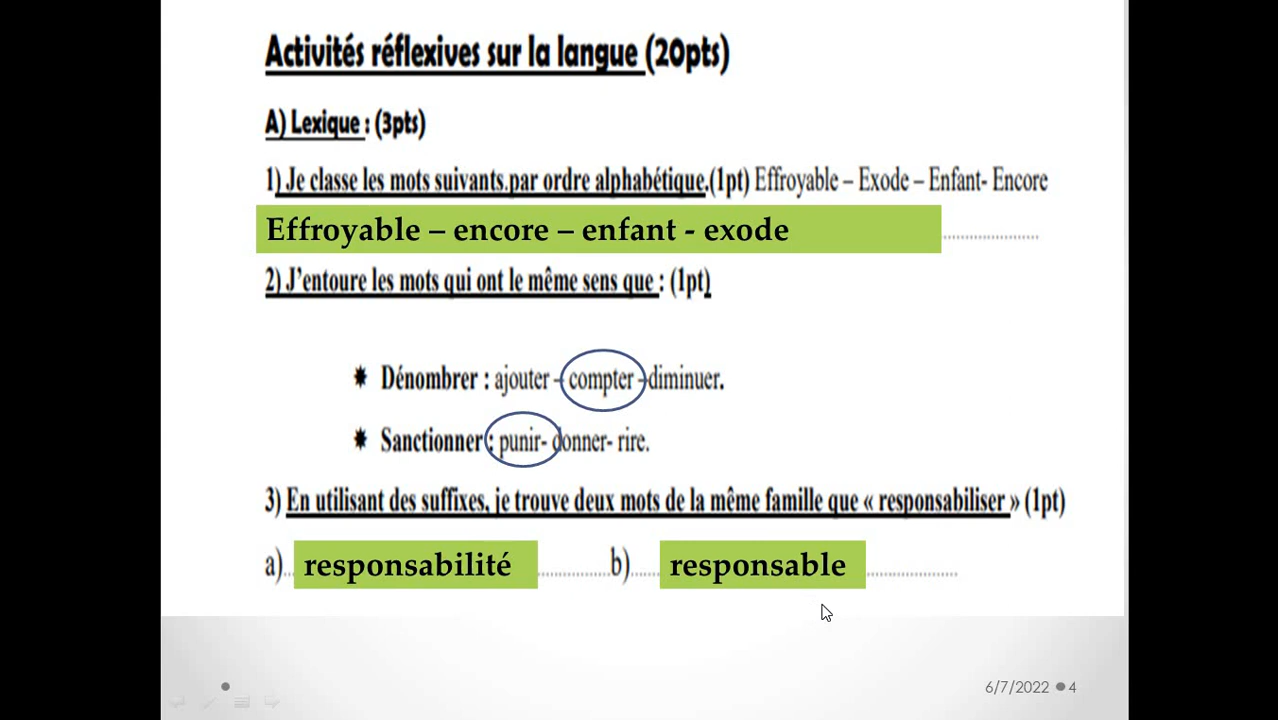 Activités réflexives sur la langue (20pts)
A) Lexique : (3pts)
1) Je classe les mots suivants.par ordre alphabétique.(1pt) Effroyable – Exode – Enfant- Encore
Effroyable – encore – enfant - exode
2) J'entoure les mots qui ont le même sens que : (1pt)
Dénombrer : ajouter – compter –diminuer.
Sanctionner : punir- donner- rire.
3) En utilisant des suffixes, je trouve deux mots de la même famille que « responsabiliser » (1pt)
a) responsabilité b) responsable
6/7/2022 4